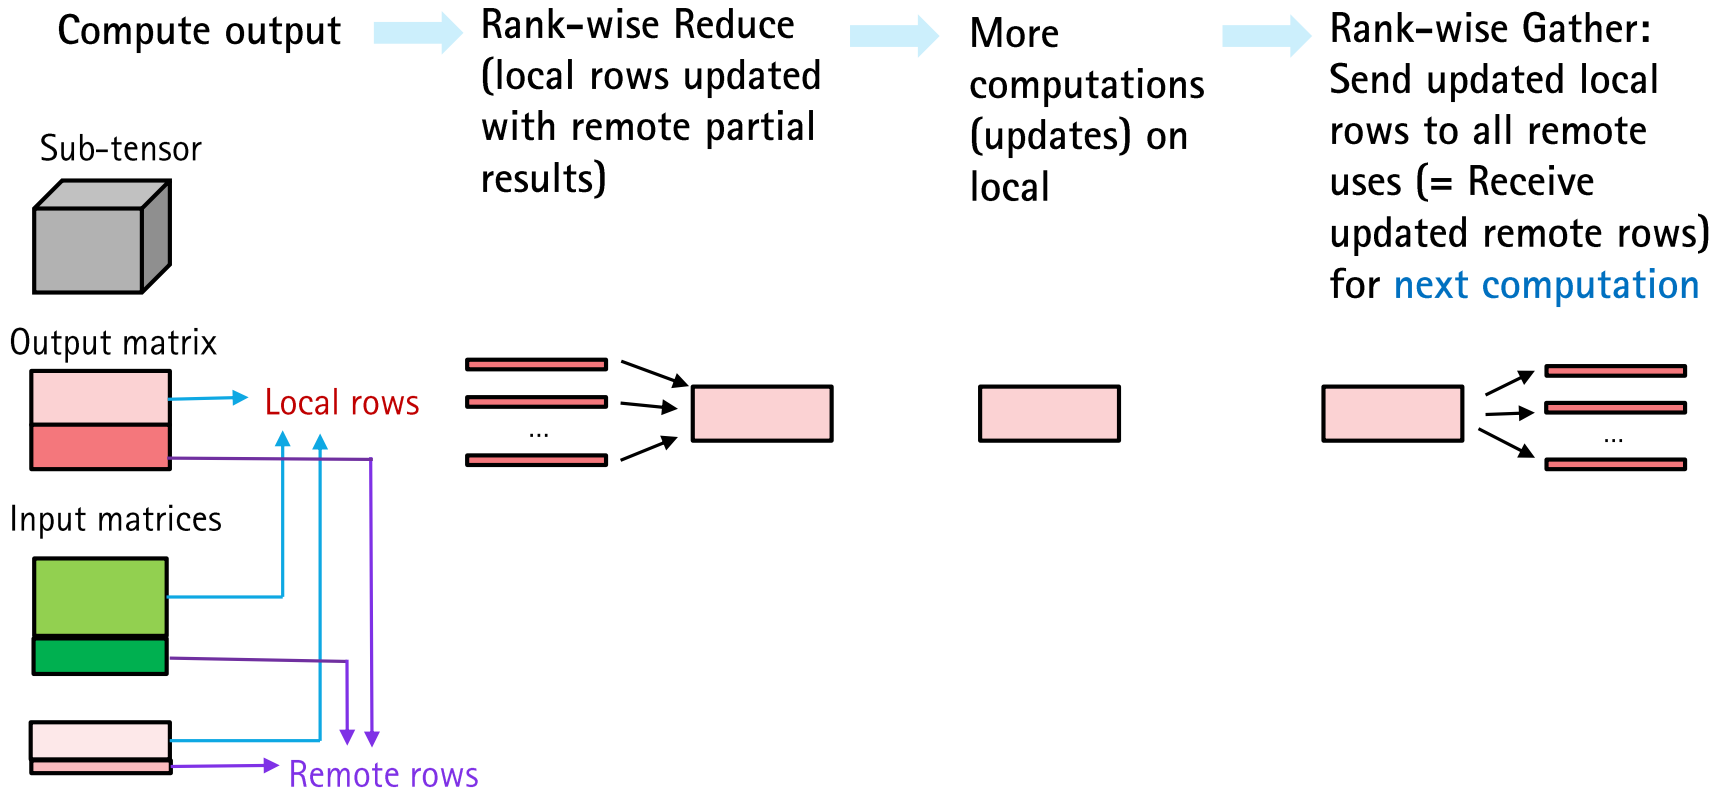 Compute output
Rank-wise Reduce
(local rows updated
with remote partial
results)
More
computations
(updates) on
local
Rank-wise Gather:
Send updated local
rows to all remote
uses (= Receive
updated remote rows)
for next computation
Sub-tensor
Output matrix
Local rows
...
...
Input matrices
Remote rows